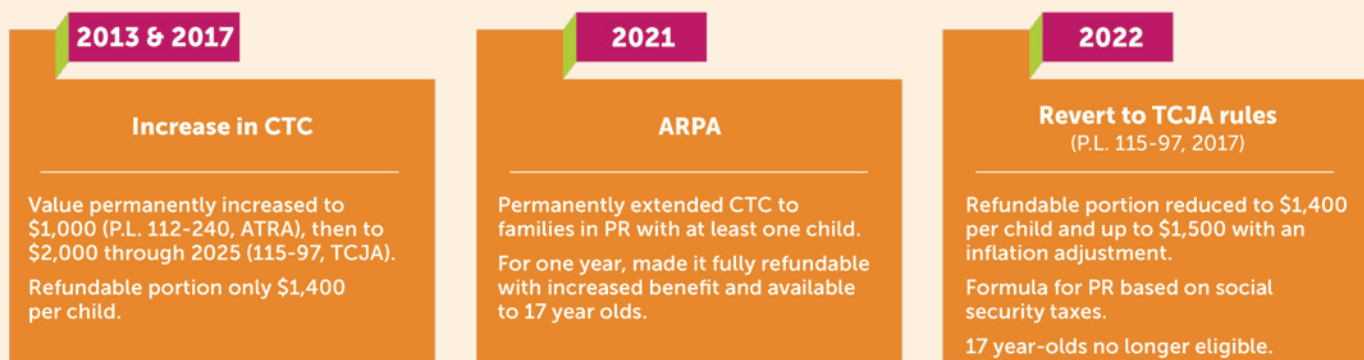 2013 & 2017
Increase in CTC
Value permanently increased to
$1,000 (P.L. 112-240, ATRA), then to
$2,000 through 2025 (115-97, TCJA).
Refundable portion only $1,400
per child.
2021
ARPA
Permanently extended CTC to
families in PR with at least one child.
For one year, made it fully refundable
with increased benefit and available
to 17 year olds.
2022
Revert to TCJA rules
(P.L. 115-97, 2017)
Refundable portion reduced to $1,400
per child and up to $1,500 with an
inflation adjustment.
Formula for PR based on social
security taxes.
17 year-olds no longer eligible.